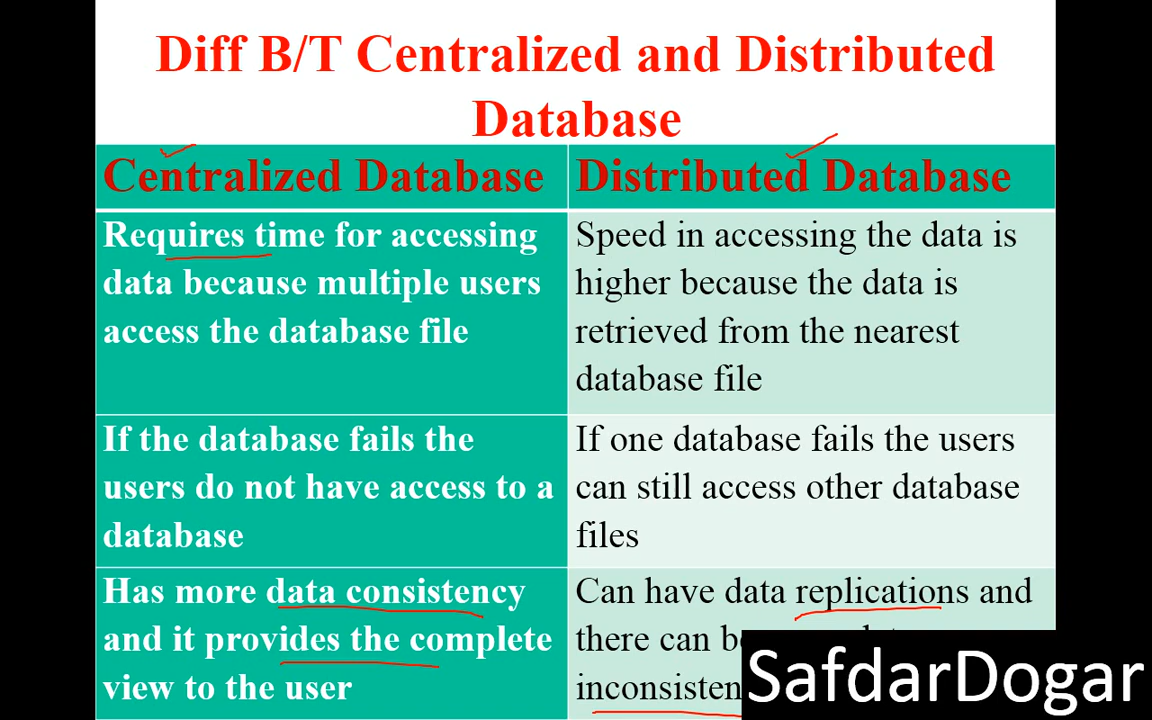 Diff B/T Centralized and Distributed
Database
Centralized Database
Distributed Database
Requires time for accessing
data because multiple users
access the database file
Speed in accessing the data is
higher because the data is
retrieved from the nearest
database file
If the database fails the
users do not have access to a
database
If one database fails the users
can still access other database
files
Has more data consistency
and it provides the complete
view to the user
Can have data replications and
there can
SafdarDogar